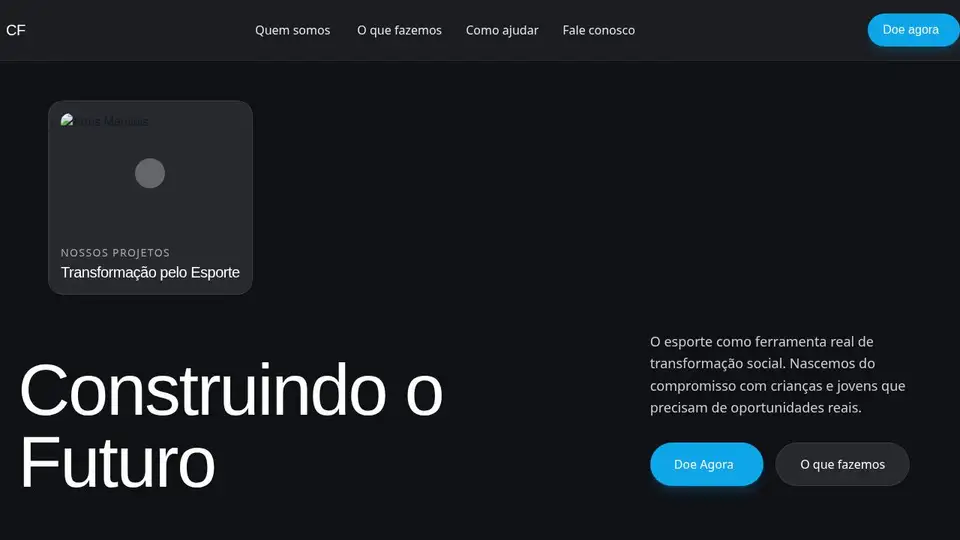 CF
Quem somos
O que fazemos
Como ajudar
Fale conosco
Doe agora
NOSSOS PROJETOS
Transformação pelo Esporte
Construindo o
Futuro
O esporte como ferramenta real de
transformação social. Nascemos do
compromisso com crianças e jovens que
precisam de oportunidades reais.
Doe Agora
O que fazemos